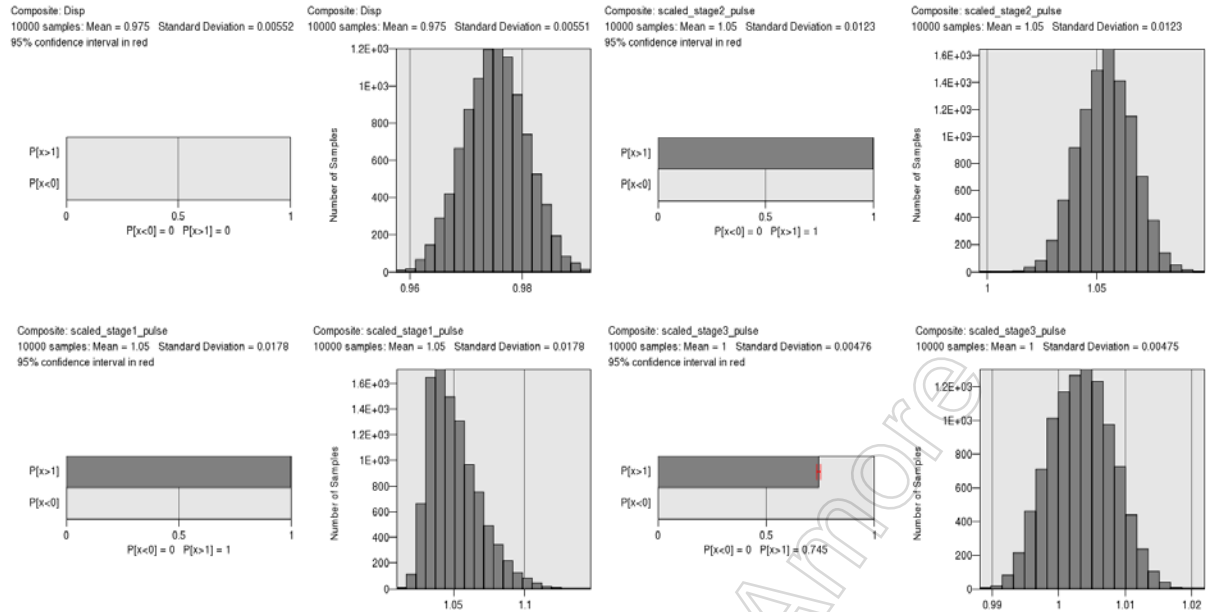 Composite: Disp
10000 samples: Mean = 0.975 Standard Deviation = 0.00552
95% confidence interval in red
P[x>1]
P[x<0]
0 0.5 1
P[x<0] = 0 P[x>1] = 0
Composite: Disp
10000 samples: Mean = 0.975 Standard Deviation = 0.00551
Number of Samples
1.2E+03
1E+03
800
600
400
200
0
0.96 0.98
Composite: scaled_stage2_pulse
10000 samples: Mean = 1.05 Standard Deviation = 0.0123
95% confidence interval in red
P[x>1]
P[x<0]
0 0.5 1
P[x<0] = 0 P[x>1] = 1
Composite: scaled_stage2_pulse
10000 samples: Mean = 1.05 Standard Deviation = 0.0123
Number of Samples
1.6E+03
1.4E+03
1.2E+03
1E+03
800
600
400
200
0
1 1.05
Composite: scaled_stage1_pulse
10000 samples: Mean = 1.05 Standard Deviation = 0.0178
95% confidence interval in red
P[x>1]
P[x<0]
0 0.5 1
P[x<0] = 0 P[x>1] = 1
Composite: scaled_stage1_pulse
10000 samples: Mean = 1.05 Standard Deviation = 0.0178
Number of Samples
1.6E+03
1.4E+03
1.2E+03
1E+03
800
600
400
200
0
1.05 1.1
Composite: scaled_stage3_pulse
10000 samples: Mean = 1 Standard Deviation = 0.00476
95% confidence interval in red
P[x>1]
P[x<0]
0 0.5 1
P[x<0] = 0 P[x>1] = 0.745
Composite: scaled_stage3_pulse
10000 samples: Mean = 1 Standard Deviation = 0.00475
Number of Samples
1.2E+03
1E+03
800
600
400
200
0
0.99 1 1.01 1.02
Amore